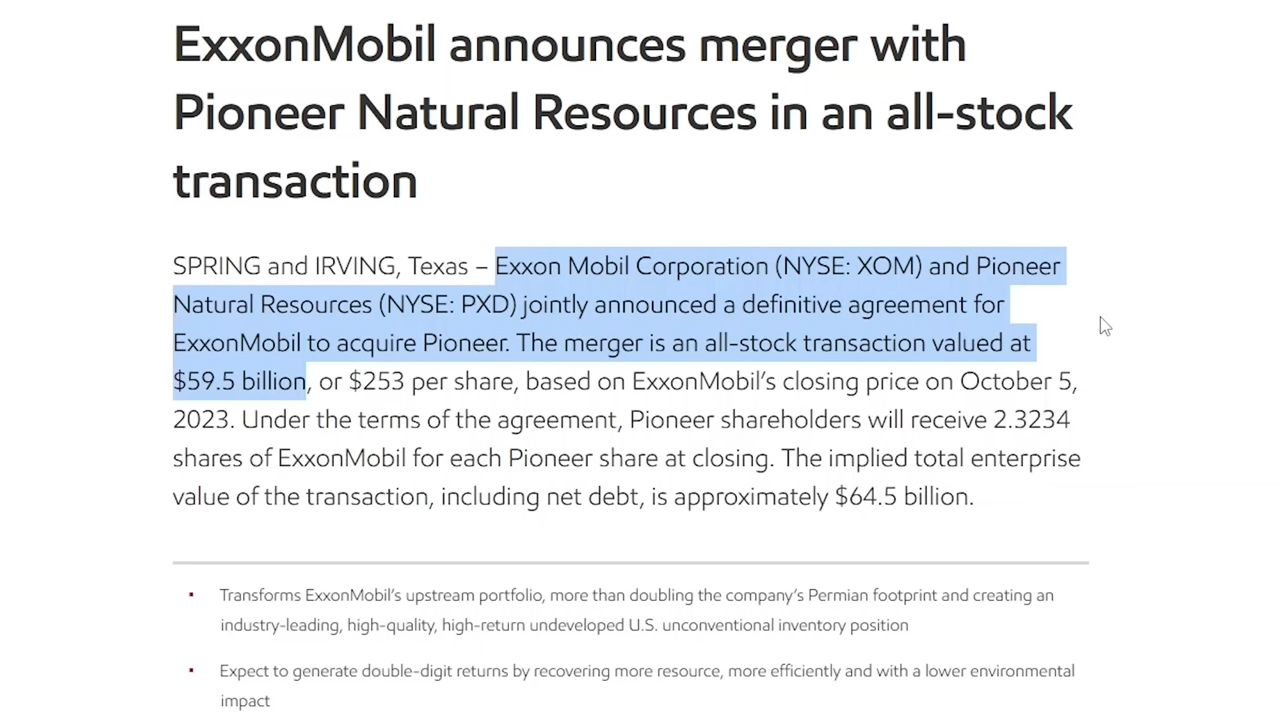 ExxonMobil announces merger with
Pioneer Natural Resources in an all-stock
transaction
SPRING and IRVING, Texas – Exxon Mobil Corporation (NYSE: XOM) and Pioneer
Natural Resources (NYSE: PXD) jointly announced a definitive agreement for
ExxonMobil to acquire Pioneer. The merger is an all-stock transaction valued at
$59.5 billion, or $253 per share, based on ExxonMobil’s closing price on October 5,
2023. Under the terms of the agreement, Pioneer shareholders will receive 2.3234
shares of ExxonMobil for each Pioneer share at closing. The implied total enterprise
value of the transaction, including net debt, is approximately $64.5 billion.
▪ Transforms ExxonMobil’s upstream portfolio, more than doubling the company’s Permian footprint and creating an
industry-leading, high-quality, high-return undeveloped U.S. unconventional inventory position
▪ Expect to generate double-digit returns by recovering more resource, more efficiently and with a lower environmental
impact